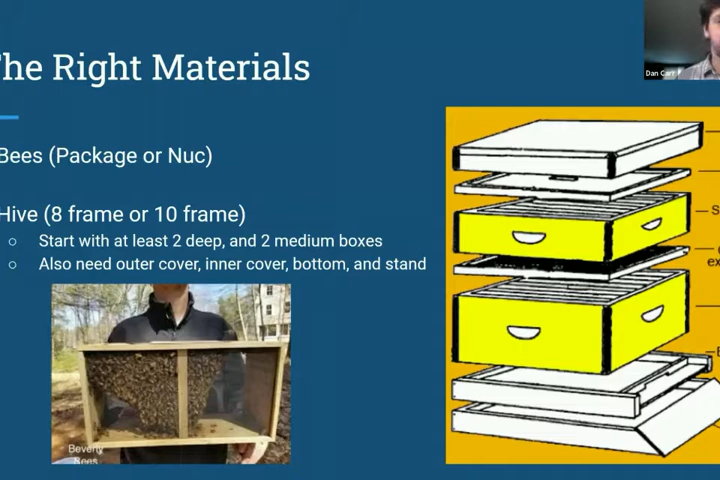 The Right Materials
Dan Carr
Bees (Package or Nuc)
Hive (8 frame or 10 frame)
Start with at least 2 deep, and 2 medium boxes
Also need outer cover, inner cover, bottom, and stand
Beverly
Bees